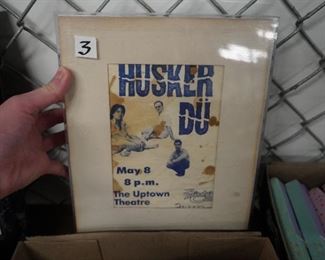 3
HUSKER
DÜ
May 8
8 p.m.
The Uptown
Theatre